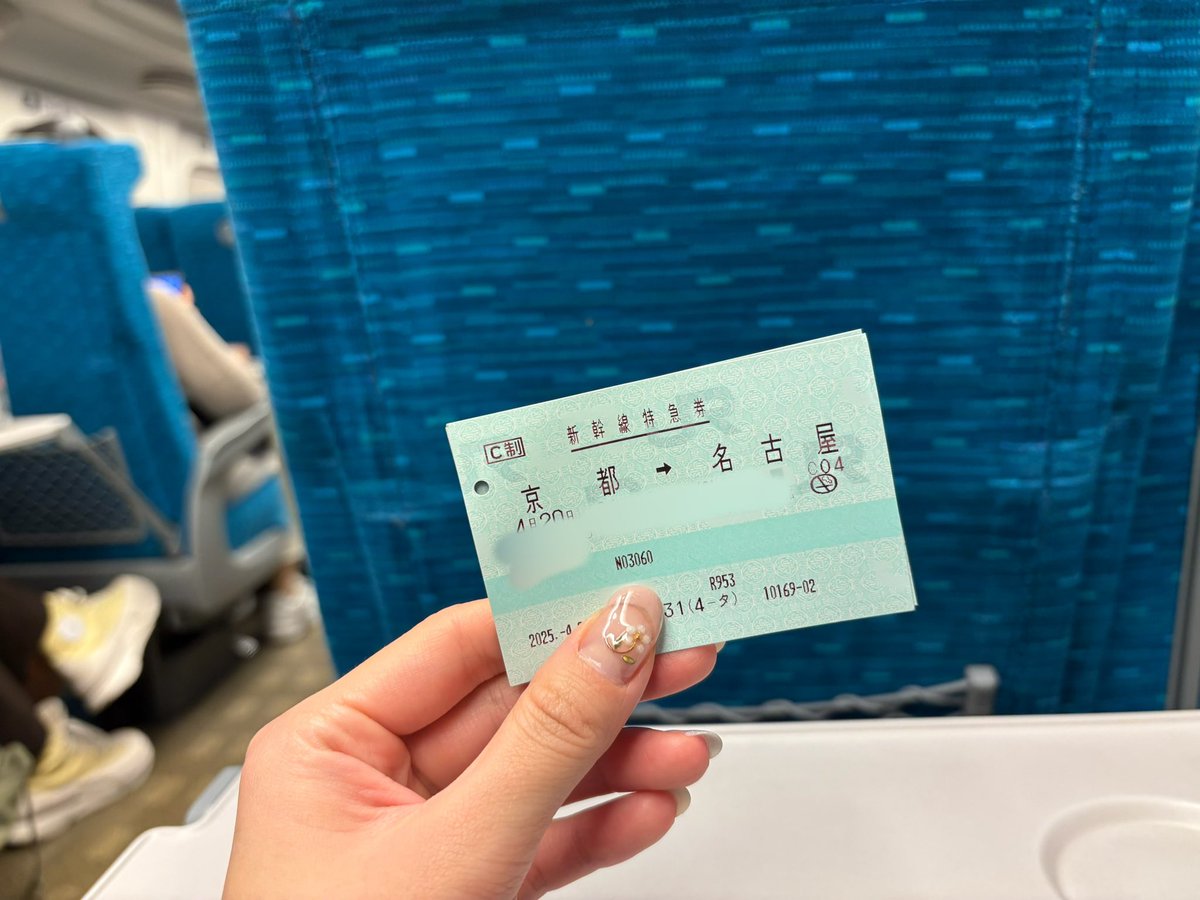 C制 新幹線特急券
京都 → 名古屋
4月20日
C04
N03060
R953
2025.-4
31(4-タ) 10169-02